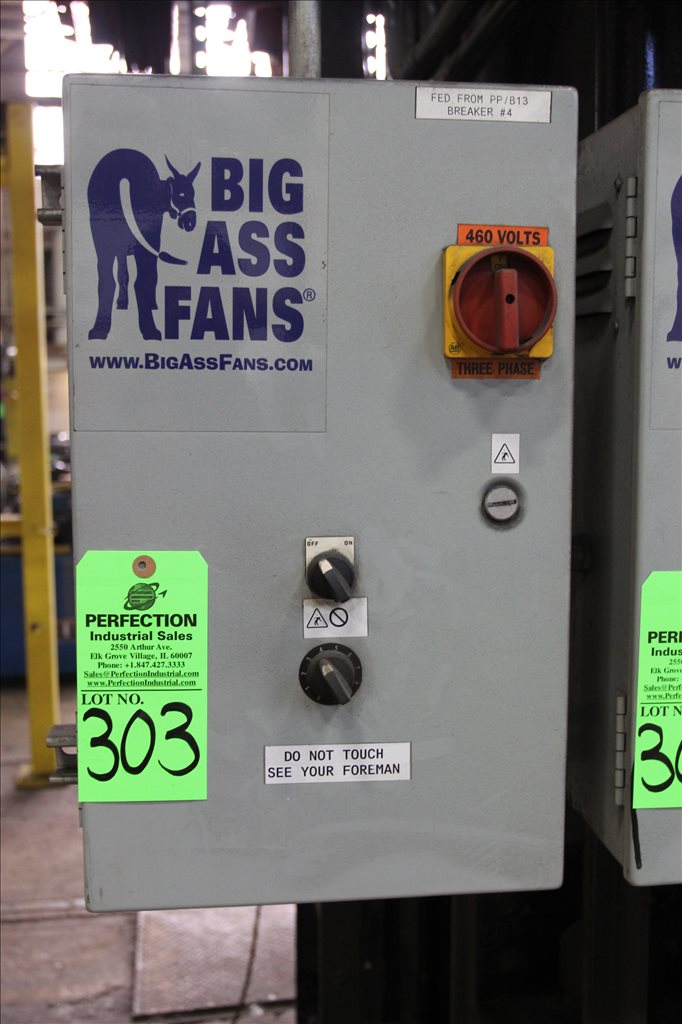 FED FROM PP/B13
BREAKER #4
BIG
ASS
FANS®
www.BigAssFans.com
460 VOLTS
THREE PHASE
OFF ON
DO NOT TOUCH
SEE YOUR FOREMAN
PERFECTION
Industrial Sales
2550 Arthur Ave.
Elk Grove Village, IL 60007
Phone: +1.847.427.3333
Sales@PerfectionIndustrial.com
www.PerfectionIndustrial.com
LOT NO.
303